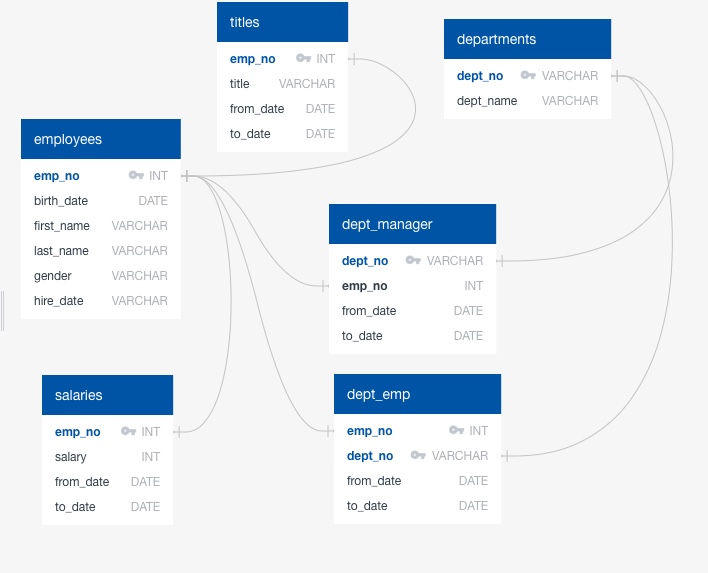 titles
emp_no INT
title VARCHAR
from_date DATE
to_date DATE
departments
dept_no VARCHAR
dept_name VARCHAR
employees
emp_no INT
birth_date DATE
first_name VARCHAR
last_name VARCHAR
gender VARCHAR
hire_date VARCHAR
dept_manager
dept_no VARCHAR
emp_no INT
from_date DATE
to_date DATE
salaries
emp_no INT
salary INT
from_date DATE
to_date DATE
dept_emp
emp_no INT
dept_no VARCHAR
from_date DATE
to_date DATE